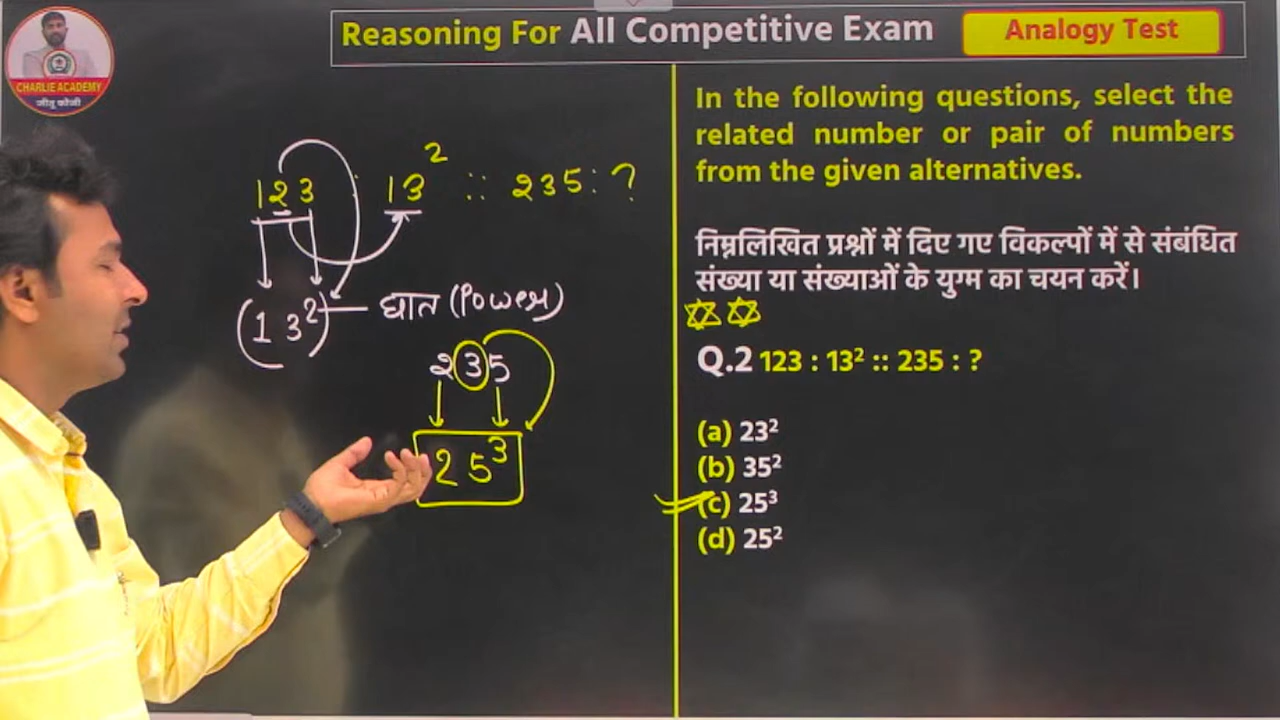 CHARLIE ACADEMY
जीतू फौजी
Reasoning For All Competitive Exam
Analogy Test
123 : 13² :: 235 : ?
(1 3²) घात (Power)
235
25³
In the following questions, select the
related number or pair of numbers
from the given alternatives.
निम्नलिखित प्रश्नों में दिए गए विकल्पों में से संबंधित
संख्या या संख्याओं के युग्म का चयन करें।
Q.2 123 : 13² :: 235 : ?
(a) 23²
(b) 35²
(c) 25³
(d) 25²